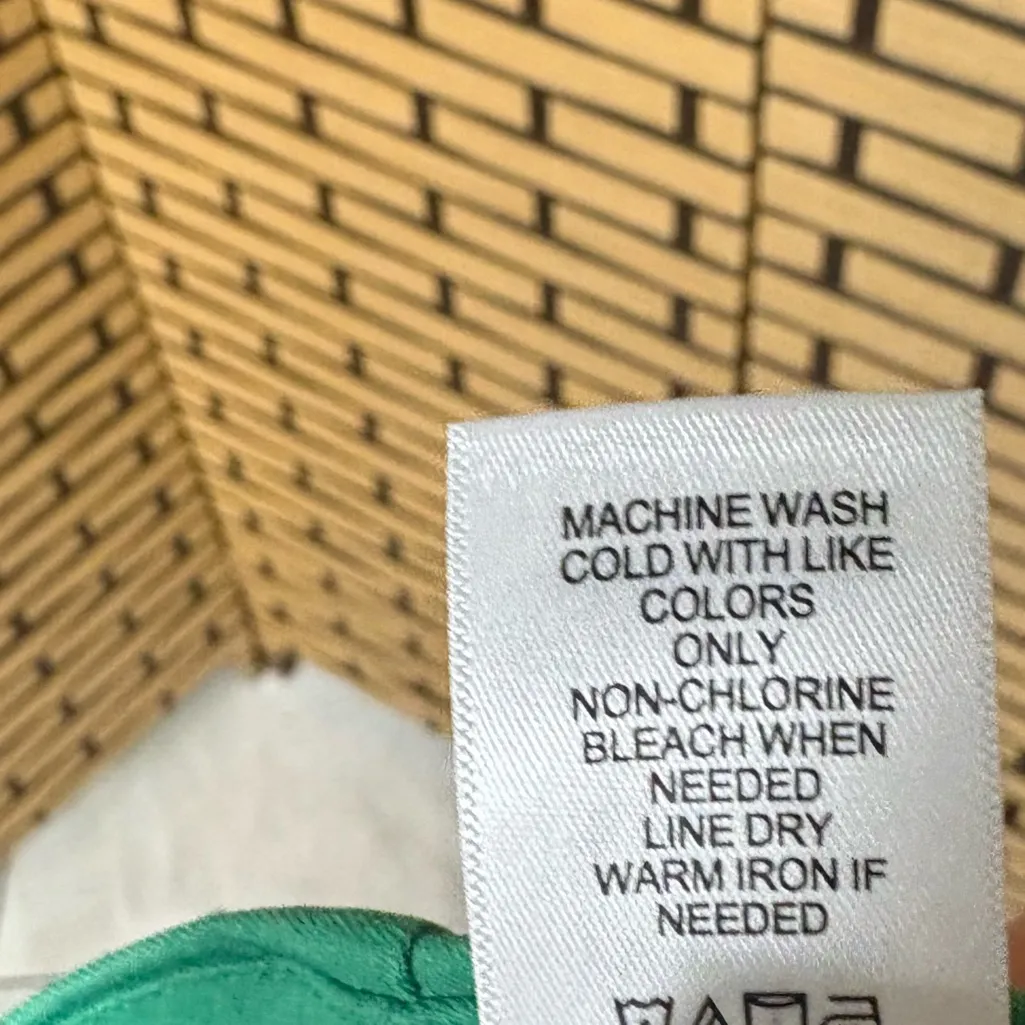 MACHINE WASH
COLD WITH LIKE
COLORS
ONLY
NON-CHLORINE
BLEACH WHEN
NEEDED
LINE DRY
WARM IRON IF
NEEDED